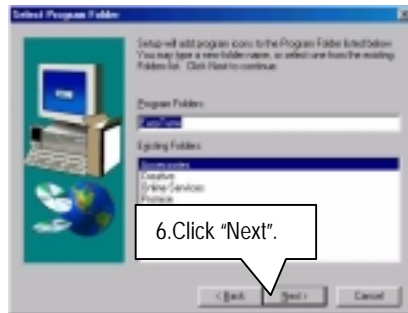 Select Program Folder
Setup will add program icons to the Program Folder listed below.
You may type a new folder name, or select one from the existing
Folders list. Click Next to continue.
Program Folders:
Existing Folders:
Accessories
Creative
Online Services
6.Click “Next”.
< Back
Next >
Cancel